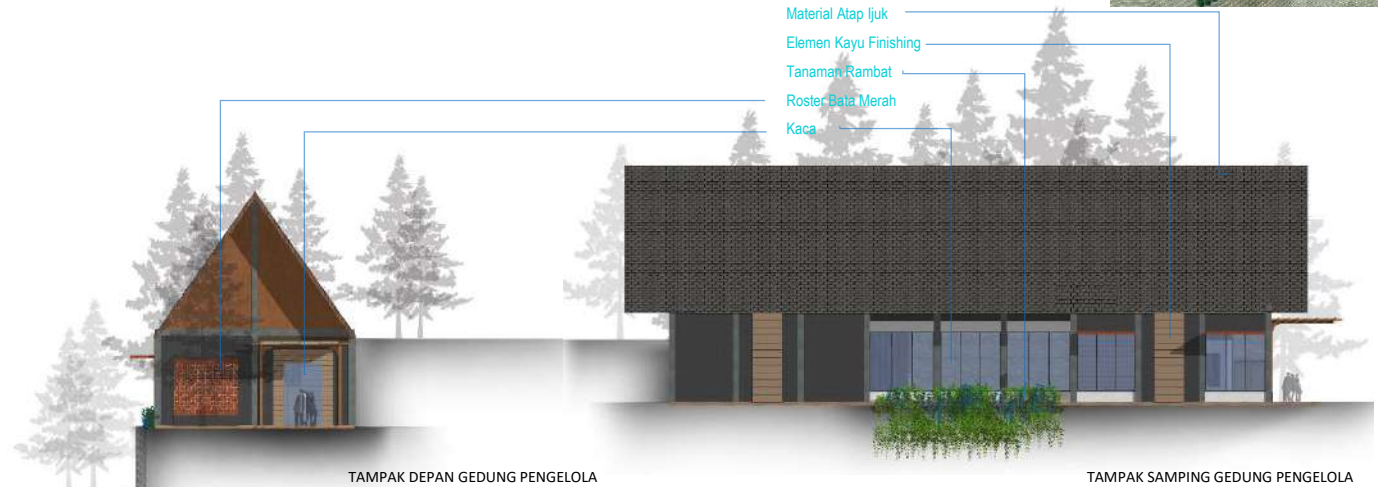 Material Atap Ijuk
Elemen Kayu Finishing
Tanaman Rambat
Roster Bata Merah
Kaca
TAMPAK DEPAN GEDUNG PENGELOLA
TAMPAK SAMPING GEDUNG PENGELOLA